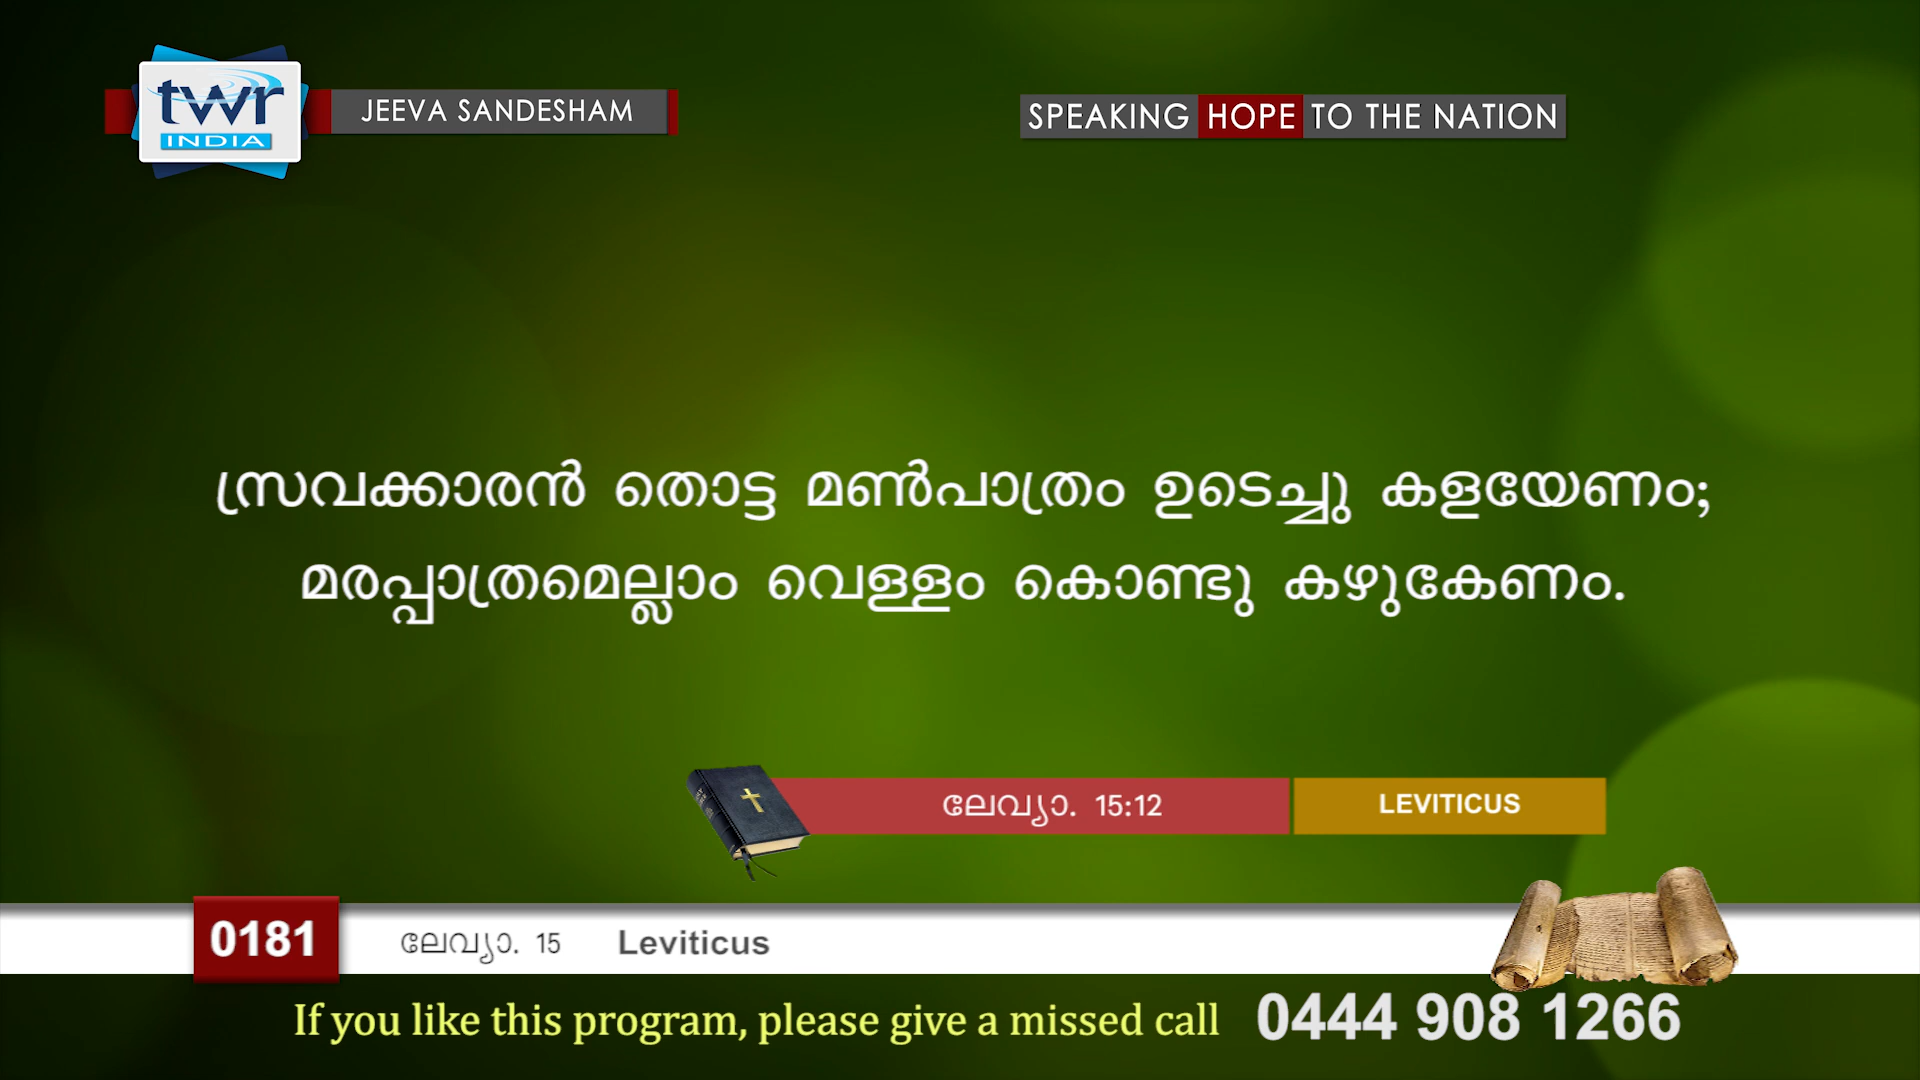 twr
INDIA
JEEVA SANDESHAM
SPEAKING HOPE TO THE NATION
സ്രവക്കാരൻ തൊട്ട മൺപാത്രം ഉടെച്ചു കളയേണം;
മരപ്പാത്രമെല്ലാം വെള്ളം കൊണ്ടു കഴുകേണം.
ലേവ്യാ. 15:12
LEVITICUS
0181
ലേവ്യാ. 15
Leviticus
If you like this program, please give a missed call 0444 908 1266